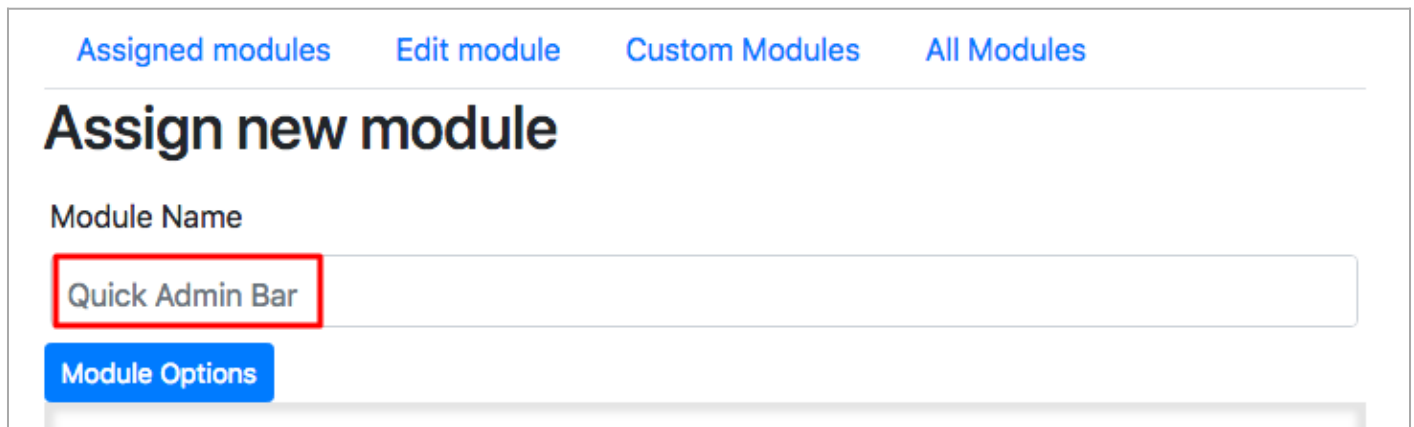 Assigned modules Edit module Custom Modules All Modules
Assign new module
Module Name
Quick Admin Bar
Module Options